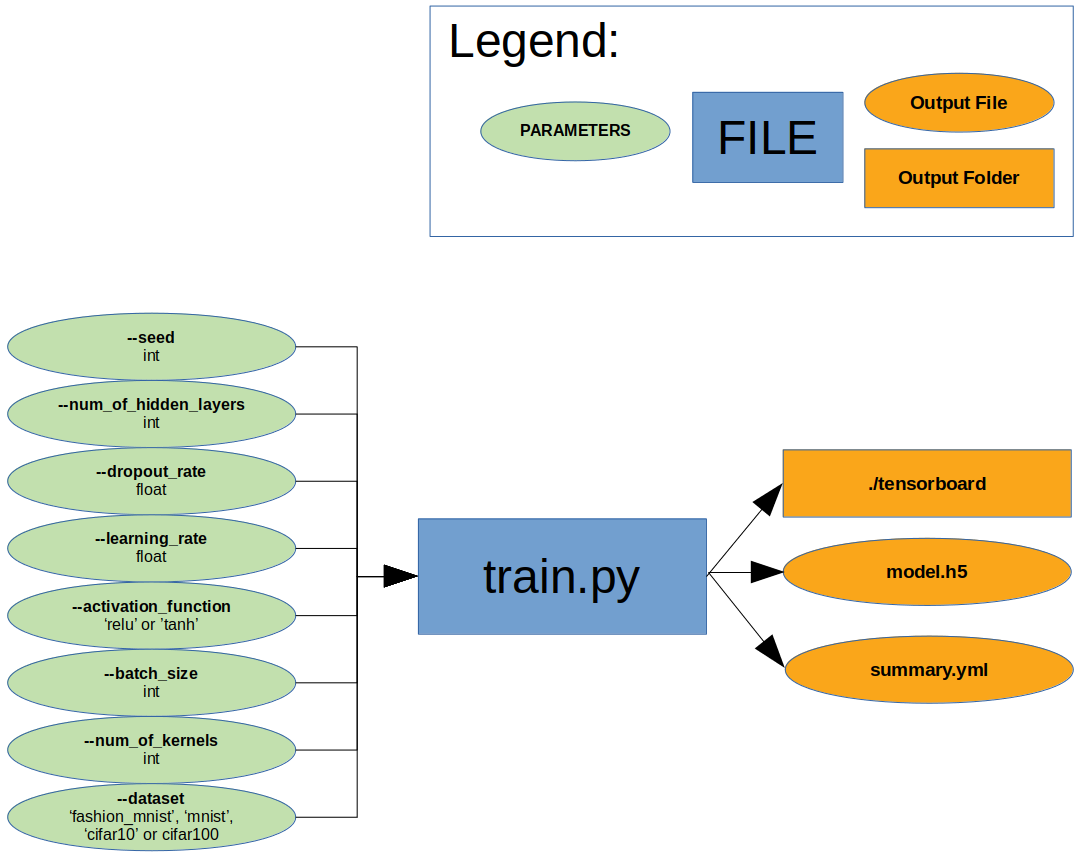 Legend:
PARAMETERS
FILE
Output File
Output Folder
--seed
int
--num_of_hidden_layers
int
--dropout_rate
float
--learning_rate
float
--activation_function
‘relu’ or ’tanh’
--batch_size
int
--num_of_kernels
int
--dataset
‘fashion_mnist’, ‘mnist’,
‘cifar10’ or cifar100
train.py
./tensorboard
model.h5
summary.yml